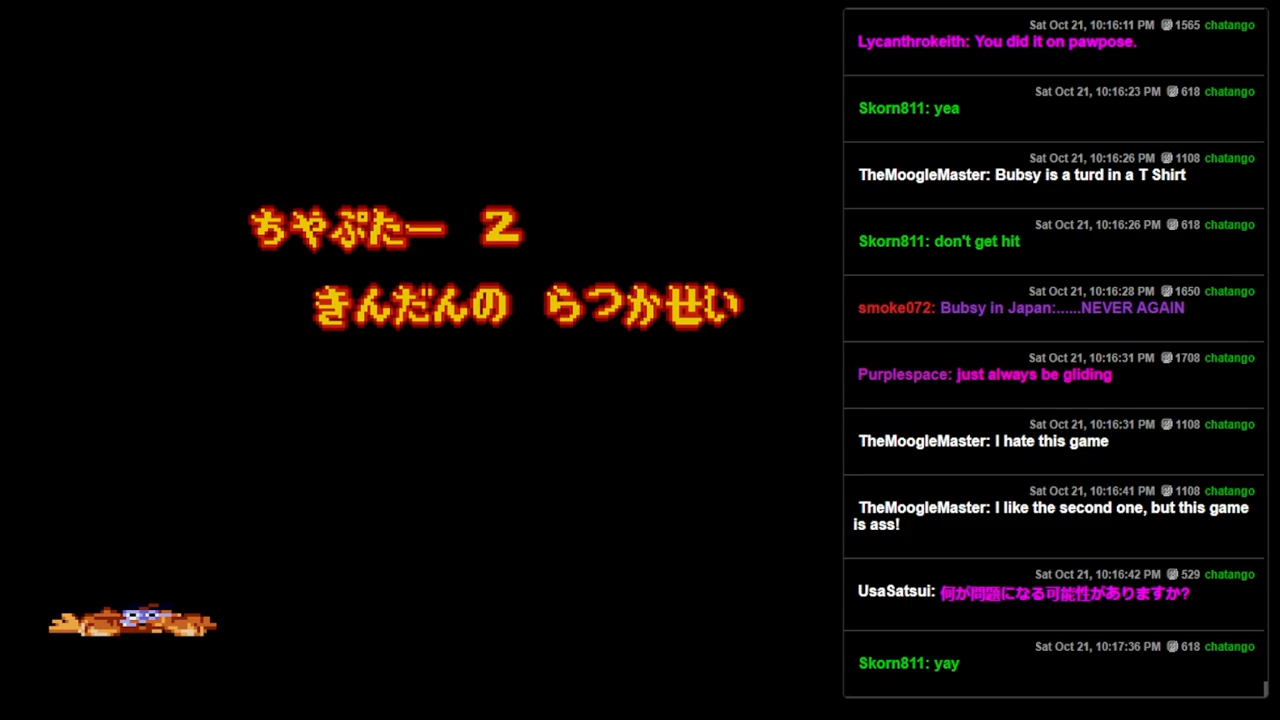 ちやぷたー 2
きんだんの らつかせい
Sat Oct 21, 10:16:11 PM 1565 chatango
Lycanthrokeith: You did it on pawpose.
Sat Oct 21, 10:16:23 PM 618 chatango
Skorn811: yea
Sat Oct 21, 10:16:26 PM 1108 chatango
TheMoogleMaster: Bubsy is a turd in a T Shirt
Sat Oct 21, 10:16:26 PM 618 chatango
Skorn811: don't get hit
Sat Oct 21, 10:16:28 PM 1650 chatango
smoke072: Bubsy in Japan:......NEVER AGAIN
Sat Oct 21, 10:16:31 PM 1708 chatango
Purplespace: just always be gliding
Sat Oct 21, 10:16:31 PM 1108 chatango
TheMoogleMaster: I hate this game
Sat Oct 21, 10:16:41 PM 1108 chatango
TheMoogleMaster: I like the second one, but this game
is ass!
Sat Oct 21, 10:16:42 PM 529 chatango
UsaSatsui: 何が問題になる可能性がありますか?
Sat Oct 21, 10:17:36 PM 618 chatango
Skorn811: yay